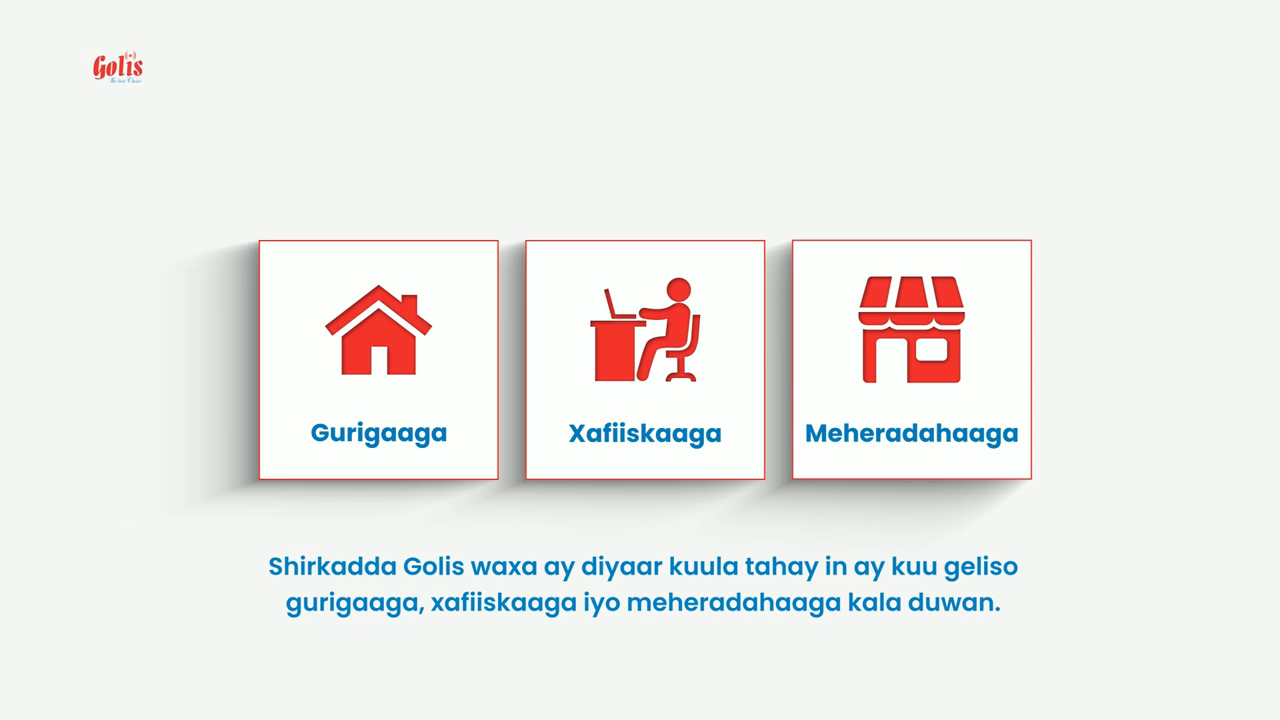 Golis
Gurigaaga
Xafiiskaaga
Meheradahaaga
Shirkadda Golis waxa ay diyaar kuula tahay in ay kuu geliso
gurigaaga, xafiiskaaga iyo meheradahaaga kala duwan.